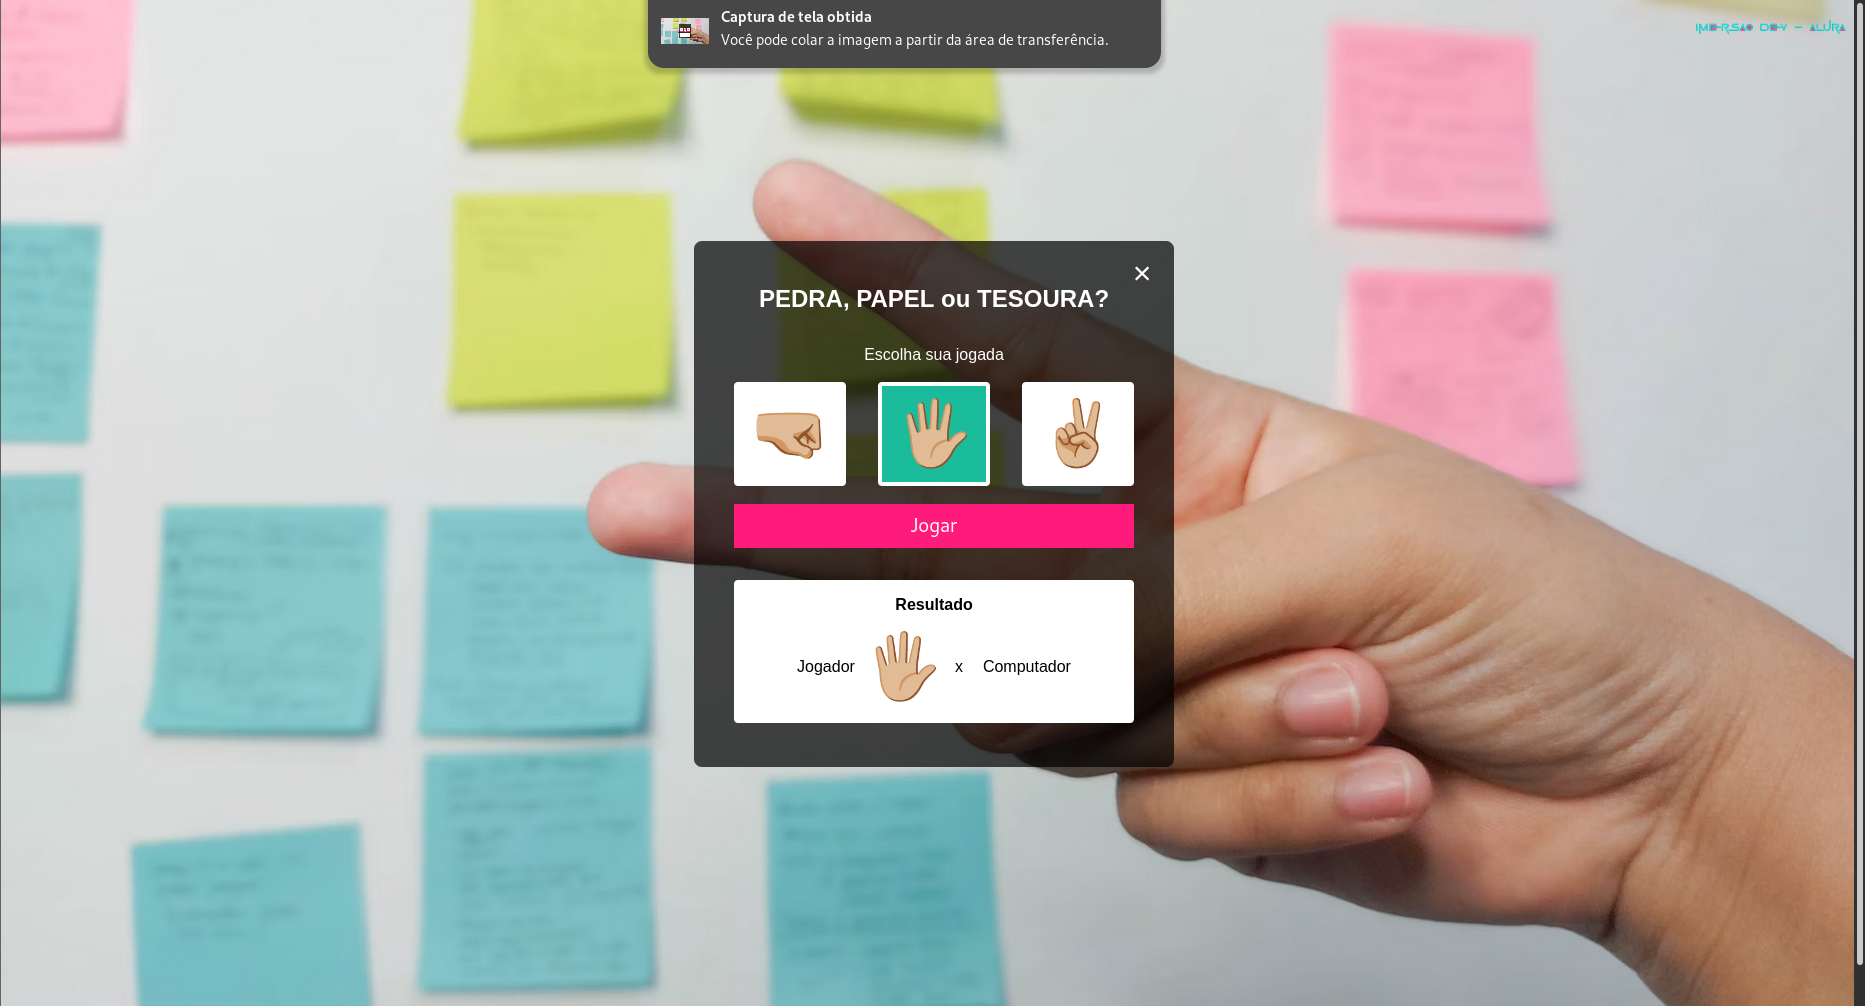 Captura de tela obtida
Você pode colar a imagem a partir da área de transferência.
IMERSÃO DEV - ALURA
PEDRA, PAPEL ou TESOURA?
Escolha sua jogada
Jogar
Resultado
Jogador x Computador